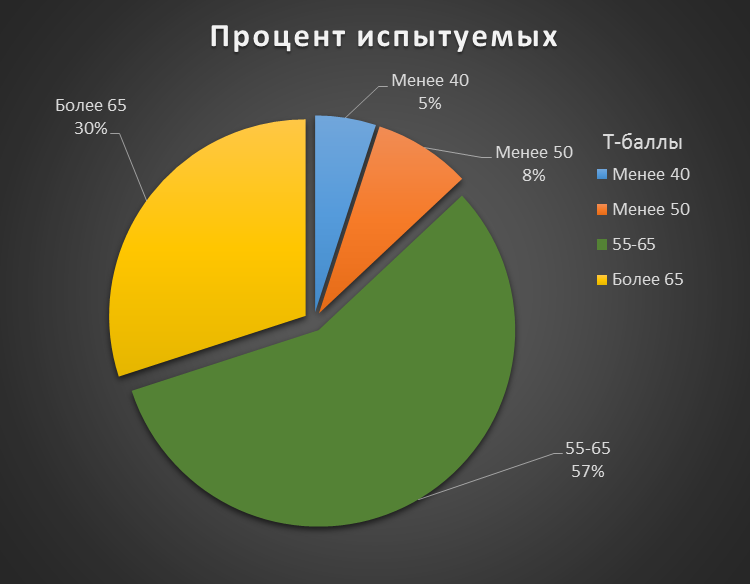 Процент испытуемых
Менее 40
5%
Более 65
30%
Менее 50
8%
55-65
57%
Т-баллы
Менее 40
Менее 50
55-65
Более 65